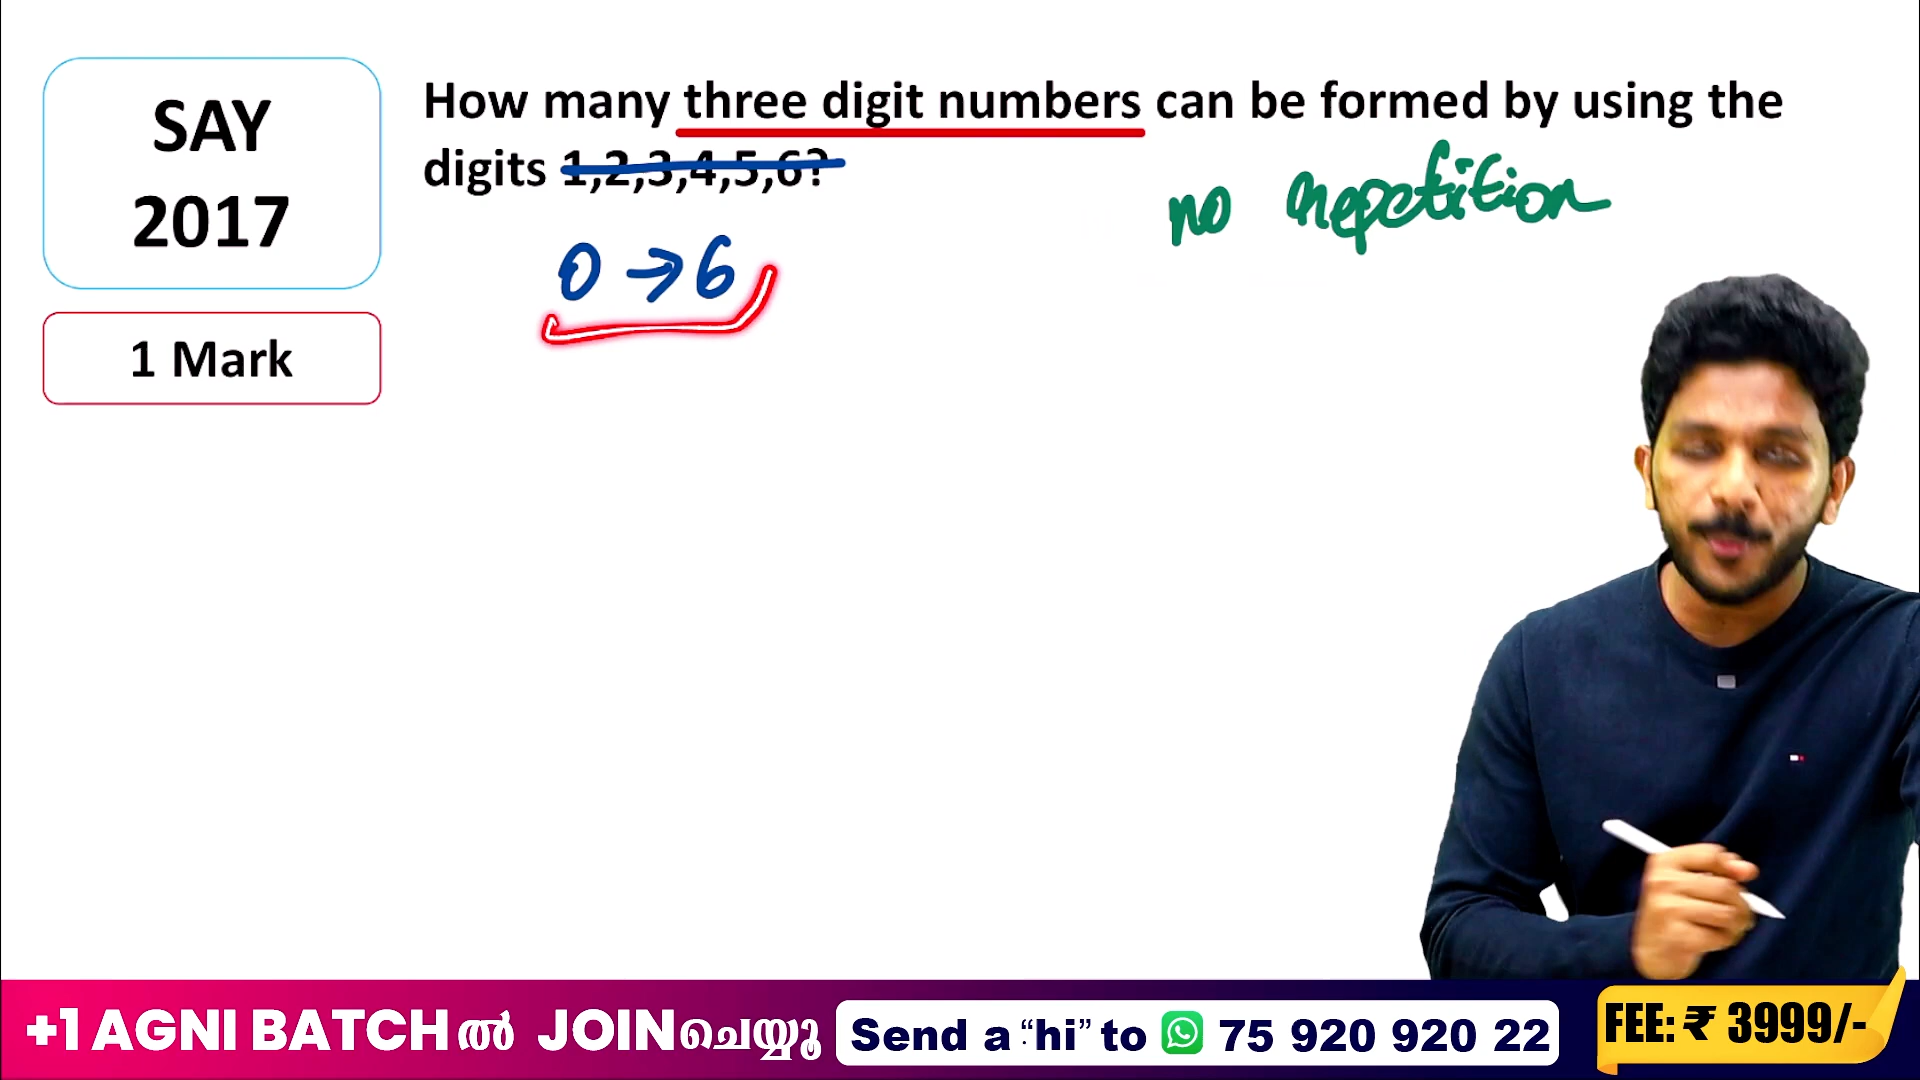 SAY
2017
1 Mark
How many three digit numbers can be formed by using the
digits 1,2,3,4,5,6?
no repetition
0 → 6
+1 AGNI BATCH ൽ JOIN ചെയ്യൂ
Send a “hi” to 75 920 920 22
FEE: ₹ 3999/-